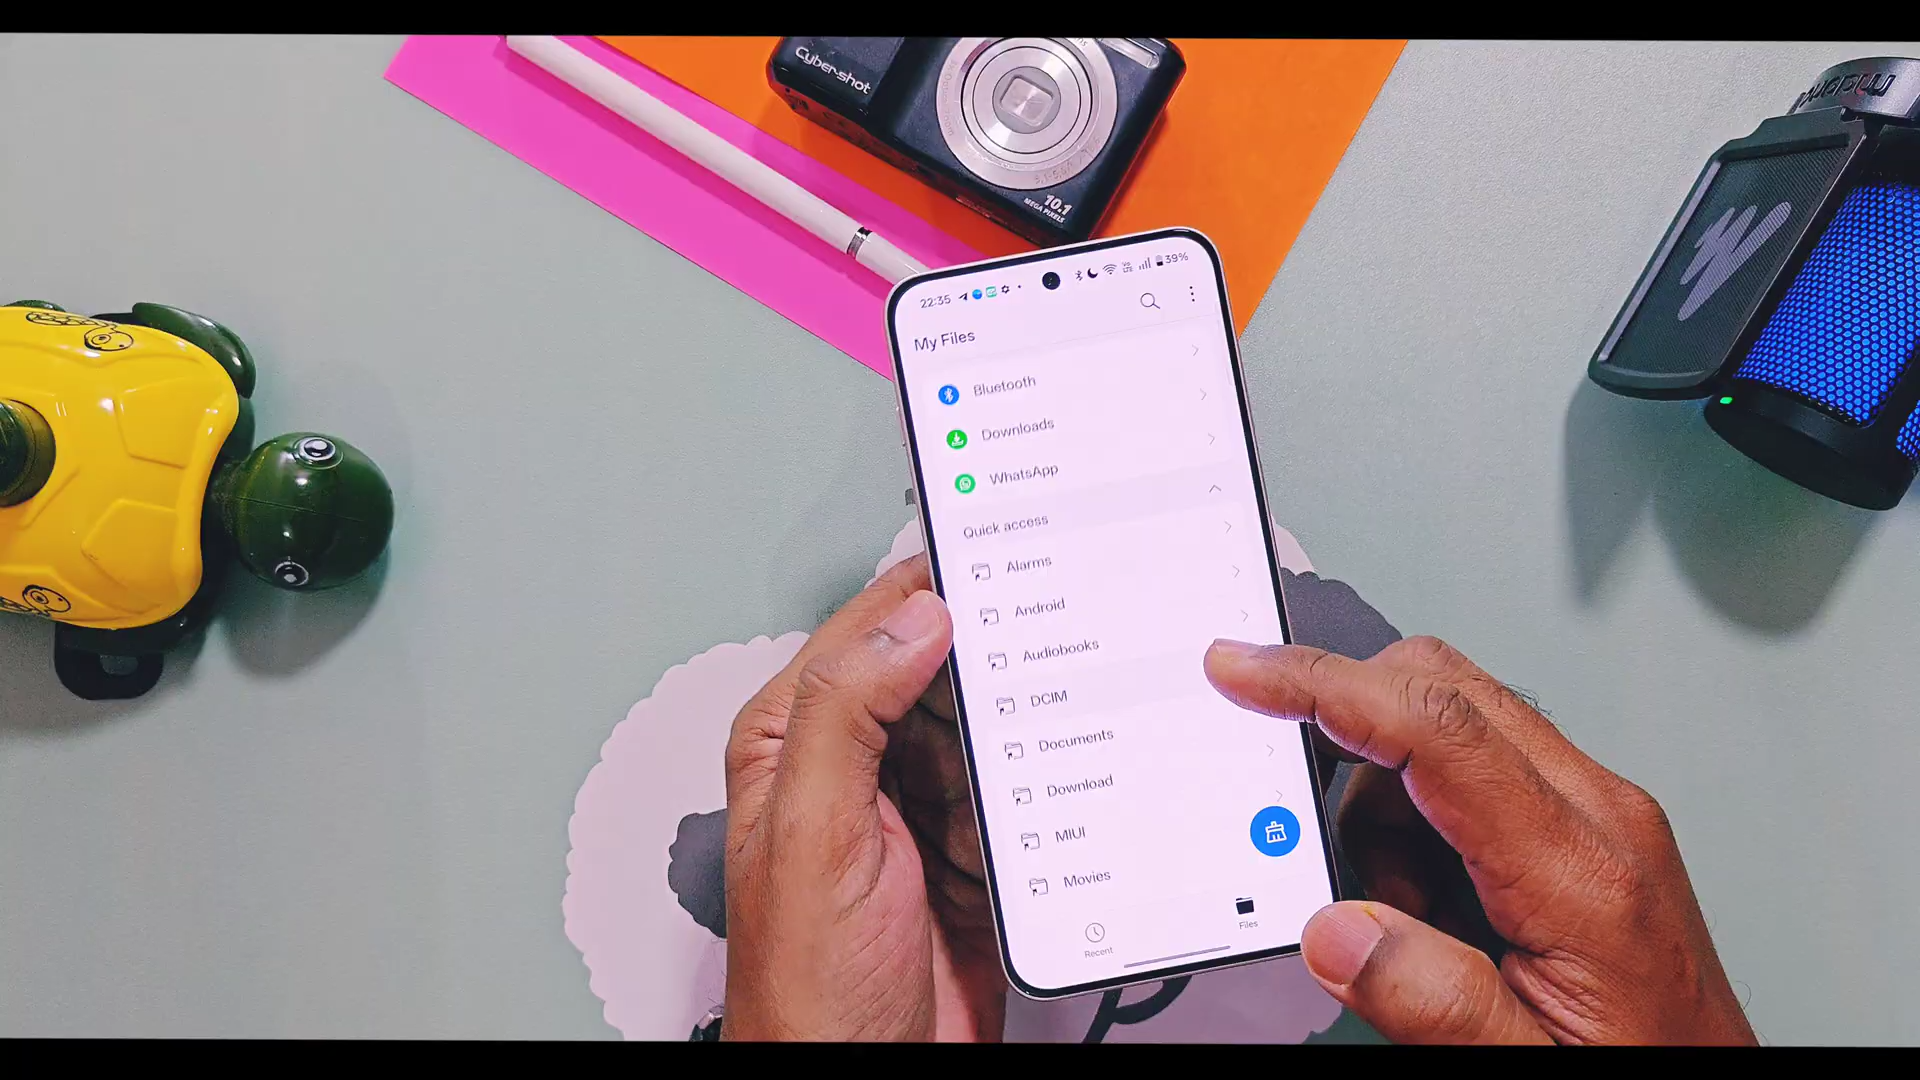 Cyber-shot
10.1
MEGA PIXELS
maono
22:35
39%
My Files
Bluetooth
Downloads
WhatsApp
Quick access
Alarms
Android
Audiobooks
DCIM
Documents
Download
MIUI
Movies
Recent
Files